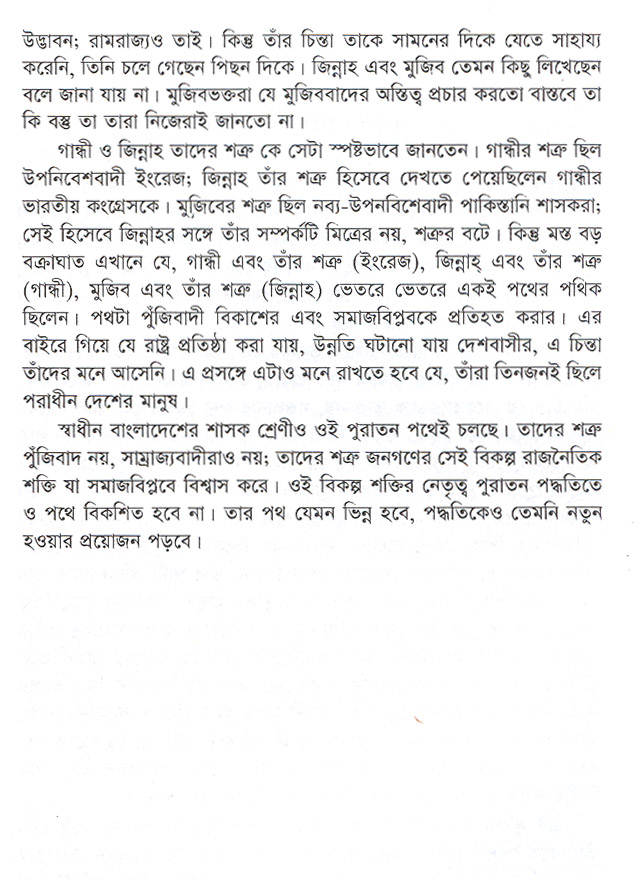 উদ্ভাবন; রামরাজ্যও তাই। কিন্তু তাঁর চিন্তা তাকে সামনের দিকে যেতে সাহায্য
করেনি, তিনি চলে গেছেন পিছন দিকে। জিন্নাহ এবং মুজিব তেমন কিছু লিখেছেন
বলে জানা যায় না। মুজিবভক্তরা যে মুজিববাদের অস্তিত্ব প্রচার করতো বাস্তবে তা
কি বস্তু তা তারা নিজেরাই জানতো না।
গান্ধী ও জিন্নাহ তাদের শত্রু কে সেটা স্পষ্টভাবে জানতেন। গান্ধীর শত্রু ছিল
উপনিবেশবাদী ইংরেজ; জিন্নাহ তাঁর শত্রু হিসেবে দেখতে পেয়েছিলেন গান্ধীর
ভারতীয় কংগ্রেসকে। মুজিবের শত্রু ছিল নব্য-উপনবিশেবাদী পাকিস্তানি শাসকরা;
সেই হিসেবে জিন্নাহর সঙ্গে তাঁর সম্পর্কটি মিত্রের নয়, শত্রুর বটে। কিন্তু মস্ত বড়
বক্রাঘাত এখানে যে, গান্ধী এবং তাঁর শত্রু (ইংরেজ), জিন্নাহ্ এবং তাঁর শত্রু
(গান্ধী), মুজিব এবং তাঁর শত্রু (জিন্নাহ) ভেতরে ভেতরে একই পথের পথিক
ছিলেন। পথটা পুঁজিবাদী বিকাশের এবং সমাজবিপ্লবকে প্রতিহত করার। এর
বাইরে গিয়ে যে রাষ্ট্র প্রতিষ্ঠা করা যায়, উন্নতি ঘটানো যায় দেশবাসীর, এ চিন্তা
তাঁদের মনে আসেনি। এ প্রসঙ্গে এটাও মনে রাখতে হবে যে, তাঁরা তিনজনই ছিলে
পরাধীন দেশের মানুষ।
স্বাধীন বাংলাদেশের শাসক শ্রেণীও ওই পুরাতন পথেই চলছে। তাদের শত্রু
পুঁজিবাদ নয়, সাম্রাজ্যবাদীরাও নয়; তাদের শত্রু জনগণের সেই বিকল্প রাজনৈতিক
শক্তি যা সমাজবিপ্লবে বিশ্বাস করে। ওই বিকল্প শক্তির নেতৃত্ব পুরাতন পদ্ধতিতে
ও পথে বিকশিত হবে না। তার পথ যেমন ভিন্ন হবে, পদ্ধতিকেও তেমনি নতুন
হওয়ার প্রয়োজন পড়বে।